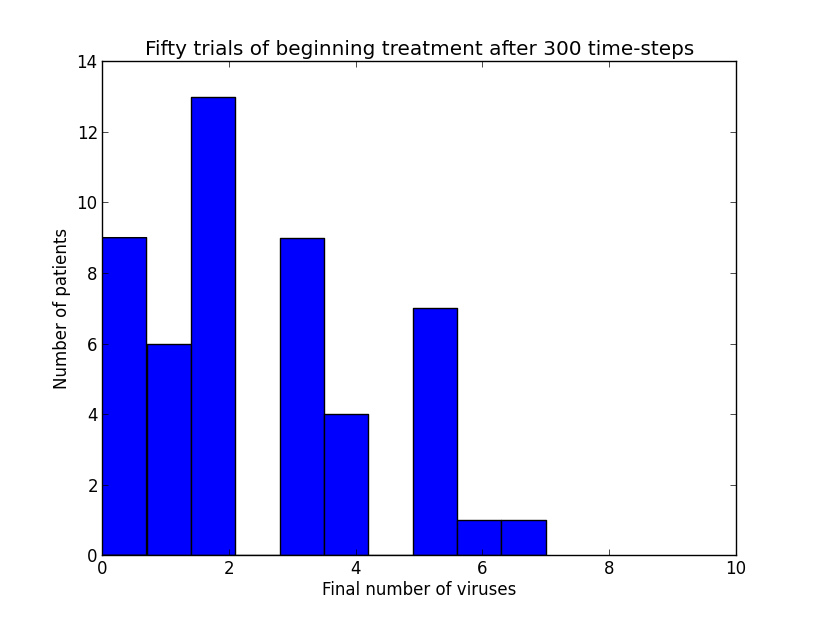 Fifty trials of beginning treatment after 300 time-steps
14
12
10
8
6
4
2
0
Number of patients
0 2 4 6 8 10
Final number of viruses